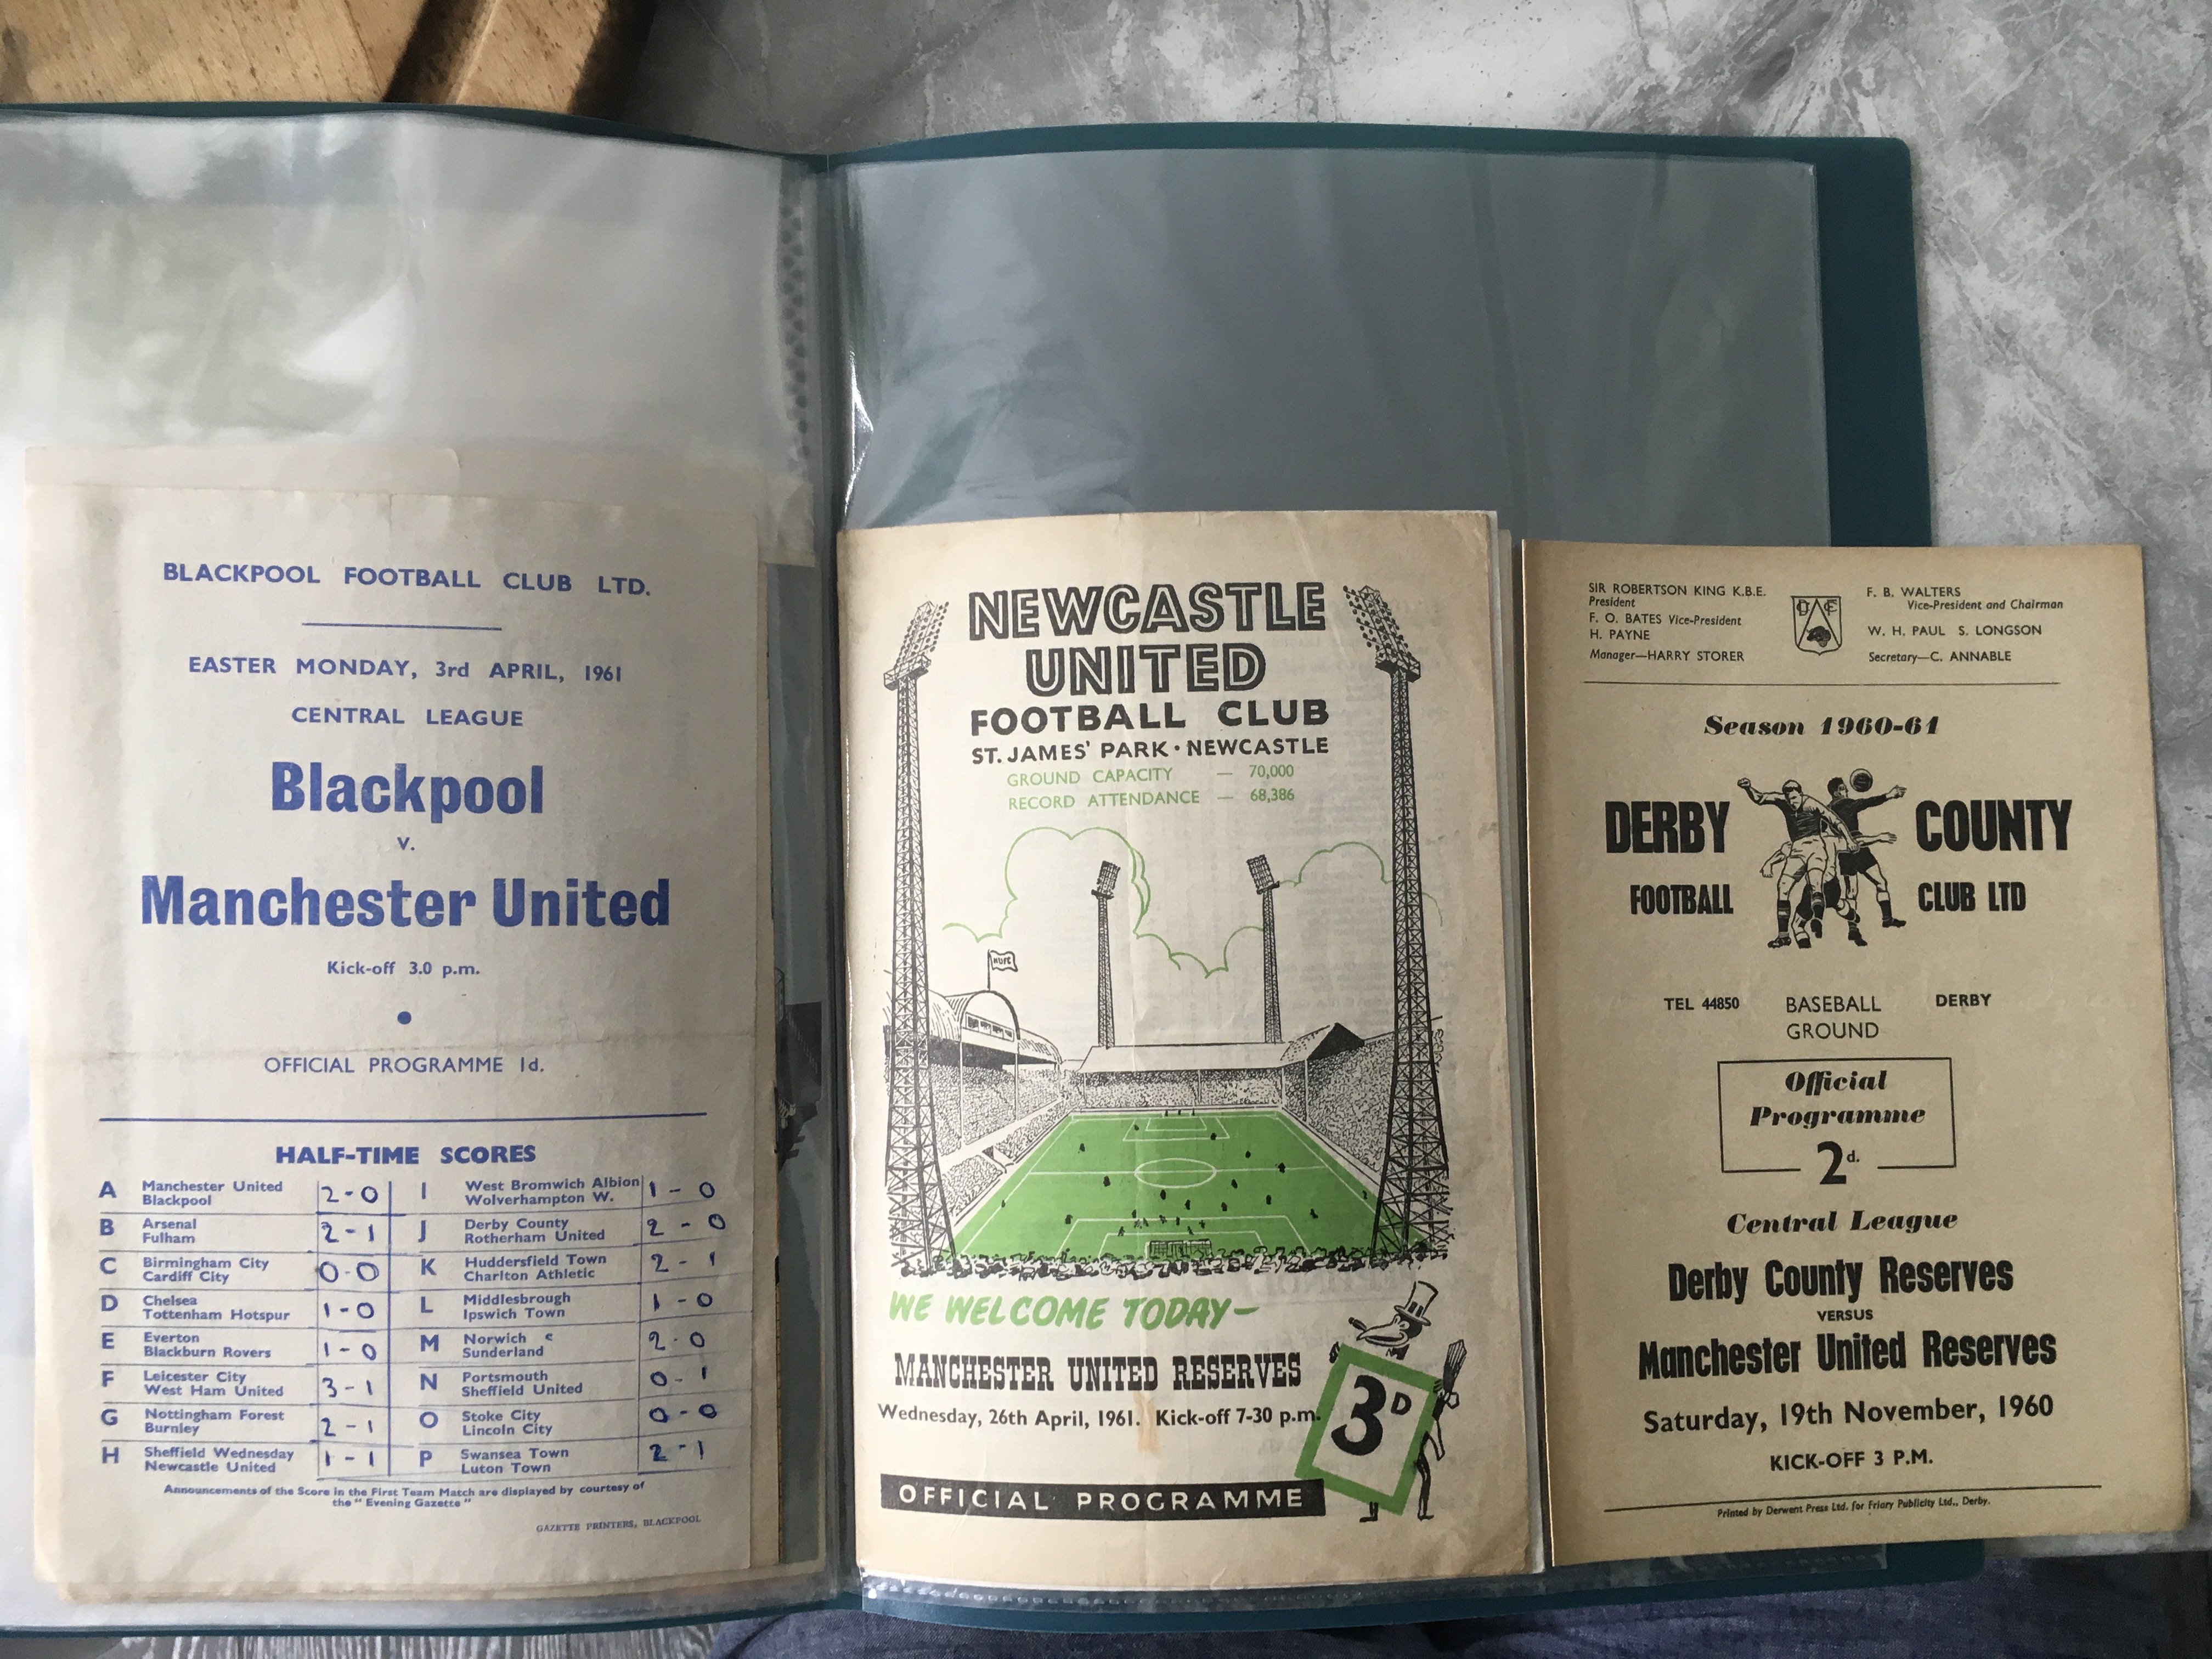 BLACKPOOL FOOTBALL CLUB LTD.
EASTER MONDAY, 3rd APRIL, 1961
CENTRAL LEAGUE
Blackpool
v.
Manchester United
Kick-off 3.0 p.m.
OFFICIAL PROGRAMME 1d.
HALF-TIME SCORES
A Manchester United Blackpool 2-0
B Arsenal Fulham 2-1
C Birmingham City Cardiff City 0-0
D Chelsea Tottenham Hotspur 1-0
E Everton Blackburn Rovers 1-0
F Leicester City West Ham United 3-1
G Nottingham Forest Burnley 2-1
H Sheffield Wednesday Newcastle United 1-1
I West Bromwich Albion Wolverhampton W. 1-0
J Derby County Rotherham United 2-0
K Huddersfield Town Charlton Athletic 2-1
L Middlesbrough Ipswich Town 1-0
M Norwich c Sunderland 2-0
N Portsmouth Sheffield United 0-1
O Stoke City Lincoln City 0-0
P Swansea Town Luton Town 2-1
Announcements of the Score in the First Team Match are displayed by courtesy of
the "Evening Gazette"
GAZETTE PRINTERS, BLACKPOOL
NEWCASTLE
UNITED
FOOTBALL CLUB
ST. JAMES' PARK · NEWCASTLE
GROUND CAPACITY — 70,000
RECORD ATTENDANCE — 68,386
NUFC
WE WELCOME TODAY—
MANCHESTER UNITED RESERVES
Wednesday, 26th April, 1961. Kick-off 7-30 p.m.
3D
OFFICIAL PROGRAMME
SIR ROBERTSON KING K.B.E.
President
F. O. BATES Vice-President
H. PAYNE
Manager—HARRY STORER
DCFC
F. B. WALTERS
Vice-President and Chairman
W. H. PAUL S. LONGSON
Secretary—C. ANNABLE
Season 1960-61
DERBY COUNTY
FOOTBALL CLUB LTD
TEL 44850 BASEBALL DERBY
GROUND
Official
Programme
2d.
Central League
Derby County Reserves
VERSUS
Manchester United Reserves
Saturday, 19th November, 1960
KICK-OFF 3 P.M.
Printed by Derwent Press Ltd. for Friary Publicity Ltd., Derby.